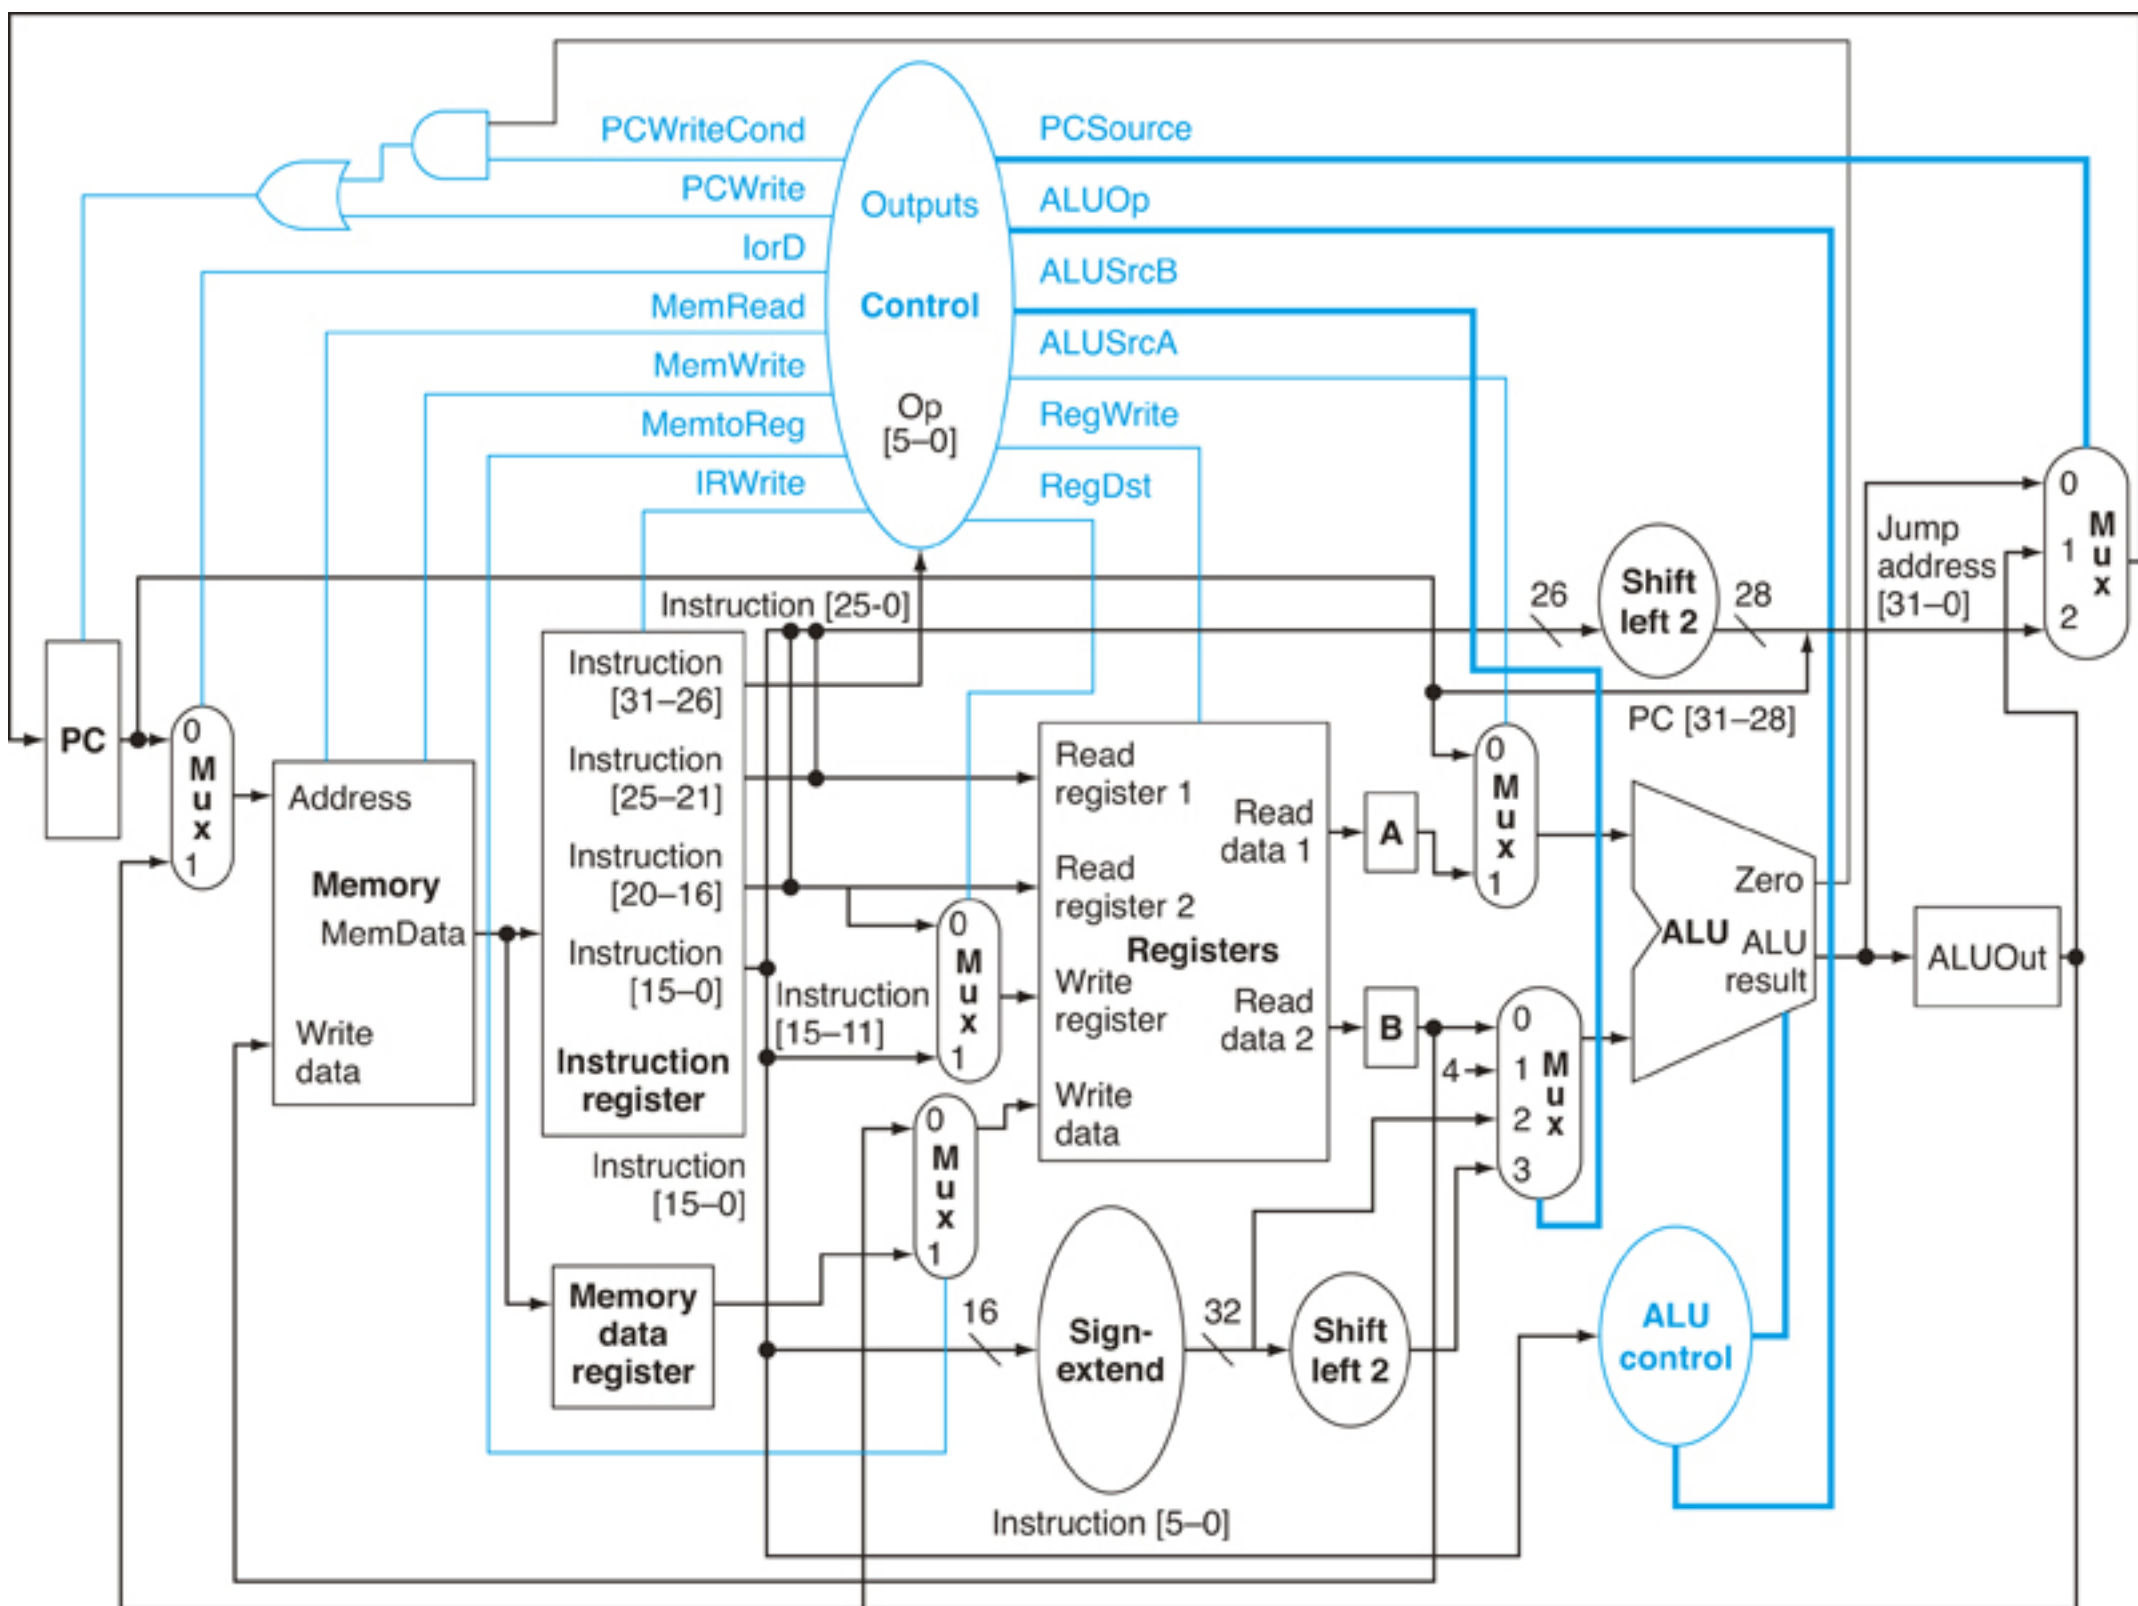 PCWriteCond
PCWrite
IorD
MemRead
MemWrite
MemtoReg
IRWrite
Outputs
Control
Op
[5–0]
PCSource
ALUOp
ALUSrcB
ALUSrcA
RegWrite
RegDst
PC
0
M
u
x
1
Address
Memory
MemData
Write
data
Instruction [25-0]
Instruction
[31–26]
Instruction
[25–21]
Instruction
[20–16]
Instruction
[15–0]
Instruction
register
Instruction
[15–0]
Memory
data
register
Instruction
[15–11]
0
M
u
x
1
0
M
u
x
1
Read
register 1
Read
register 2
Registers
Write
register
Write
data
Read
data 1
Read
data 2
A
B
0
M
u
x
1
4
0
1
2
3
M
u
x
16
Sign-
extend
32
Shift
left 2
Instruction [5–0]
26
Shift
left 2
28
Jump
address
[31–0]
PC [31–28]
0
1
2
M
u
x
Zero
ALU
ALU
result
ALUOut
ALU
control